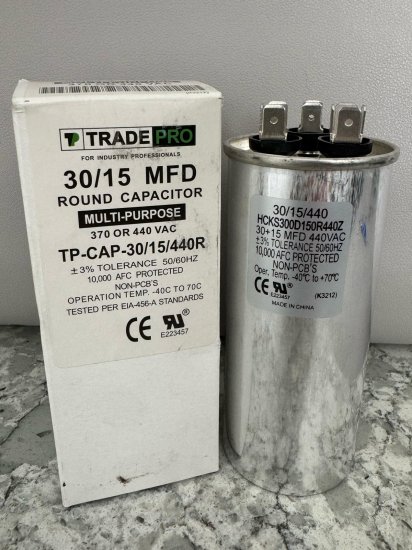 TP TRADEPRO
FOR INDUSTRY PROFESSIONALS
30/15 MFD
ROUND CAPACITOR
MULTI-PURPOSE
370 OR 440 VAC
TP-CAP-30/15/440R
±3% TOLERANCE 50/60HZ
10,000 AFC PROTECTED
NON-PCB'S
OPERATION TEMP. -40C TO 70C
TESTED PER EIA-456-A STANDARDS
CE RU ®
E223457
30/15/440
HCKS300D150R440Z
30+15 MFD 440VAC
±3% TOLERANCE 50/60HZ
10,000 AFC PROTECTED
NON-PCB'S
Oper. Temp. -40°C to +70°C
CE RU ®
E223457
(K3212)
MADE IN CHINA